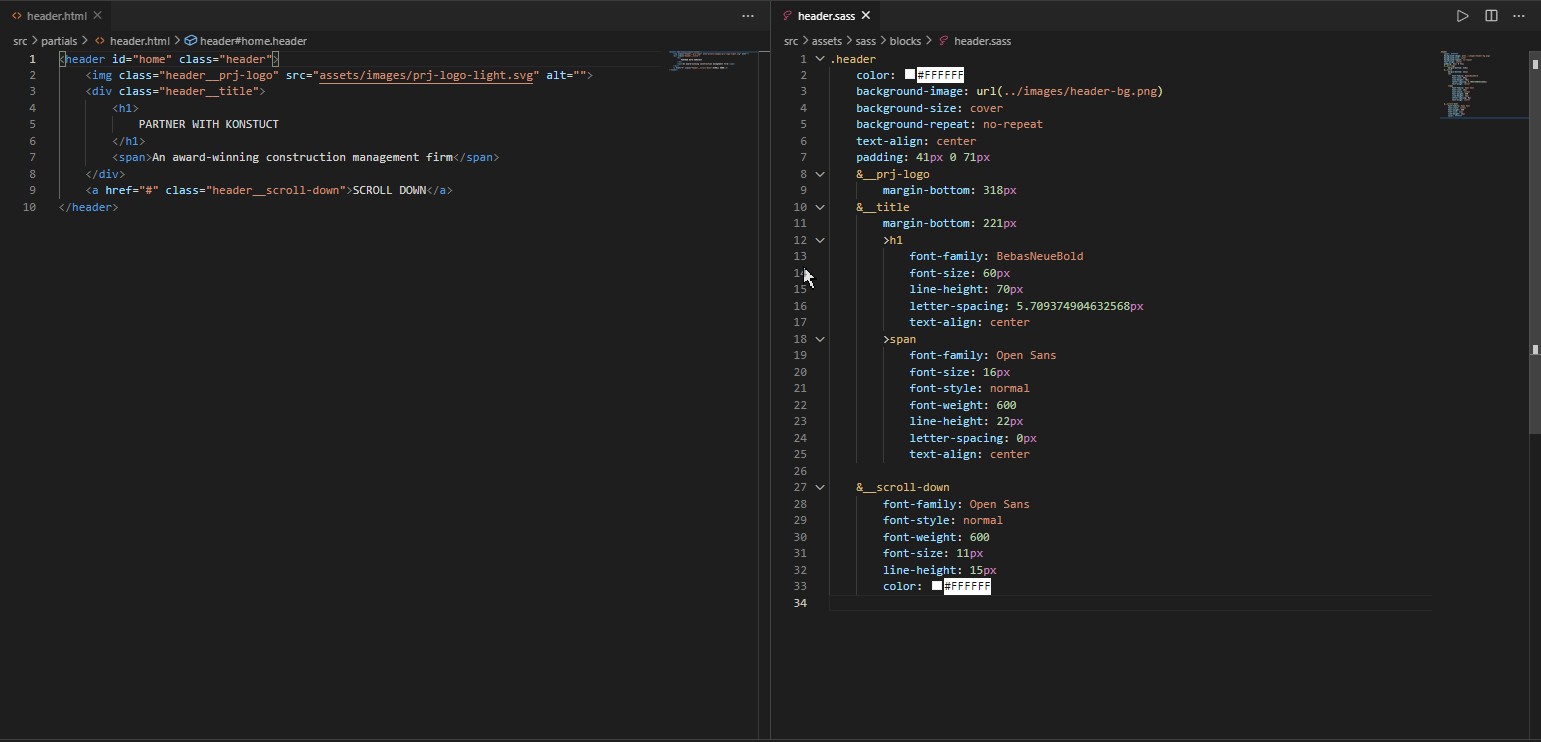 header.html
src > partials > header.html > header#home.header
1 <header id="home" class="header">
2 <img class="header__prj-logo" src="assets/images/prj-logo-light.svg" alt="">
3 <div class="header__title">
4 <h1>
5 PARTNER WITH KONSTUCT
6 </h1>
7 <span>An award-winning construction management firm</span>
8 </div>
9 <a href="#" class="header__scroll-down">SCROLL DOWN</a>
10 </header>
header.sass
src > assets > sass > blocks > header.sass
1 .header
2 color: #FFFFFF
3 background-image: url(../images/header-bg.png)
4 background-size: cover
5 background-repeat: no-repeat
6 text-align: center
7 padding: 41px 0 71px
8 &__prj-logo
9 margin-bottom: 318px
10 &__title
11 margin-bottom: 221px
12 >h1
13 font-family: BebasNeueBold
14 font-size: 60px
15 line-height: 70px
16 letter-spacing: 5.709374904632568px
17 text-align: center
18 >span
19 font-family: Open Sans
20 font-size: 16px
21 font-style: normal
22 font-weight: 600
23 line-height: 22px
24 letter-spacing: 0px
25 text-align: center
26
27 &__scroll-down
28 font-family: Open Sans
29 font-style: normal
30 font-weight: 600
31 font-size: 11px
32 line-height: 15px
33 color: #FFFFFF
34